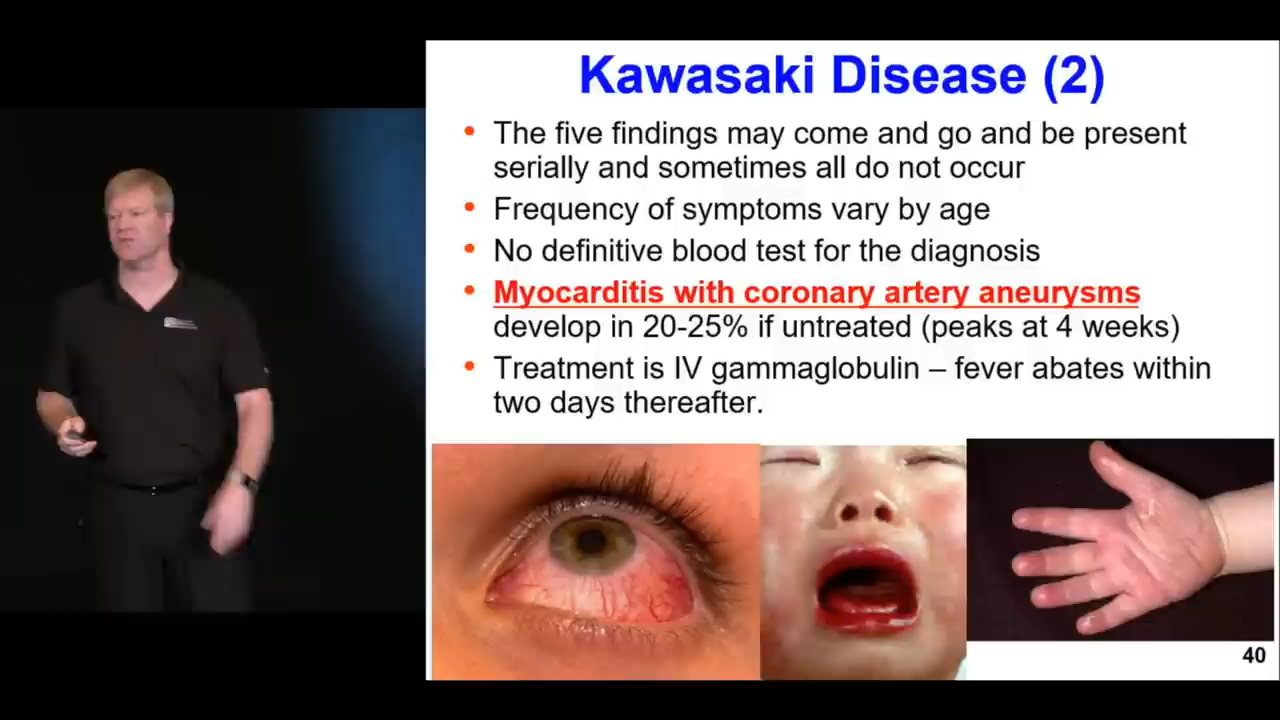 Kawasaki Disease (2)
• The five findings may come and go and be present
serially and sometimes all do not occur
• Frequency of symptoms vary by age
• No definitive blood test for the diagnosis
• Myocarditis with coronary artery aneurysms
develop in 20-25% if untreated (peaks at 4 weeks)
• Treatment is IV gammaglobulin – fever abates within
two days thereafter.
40